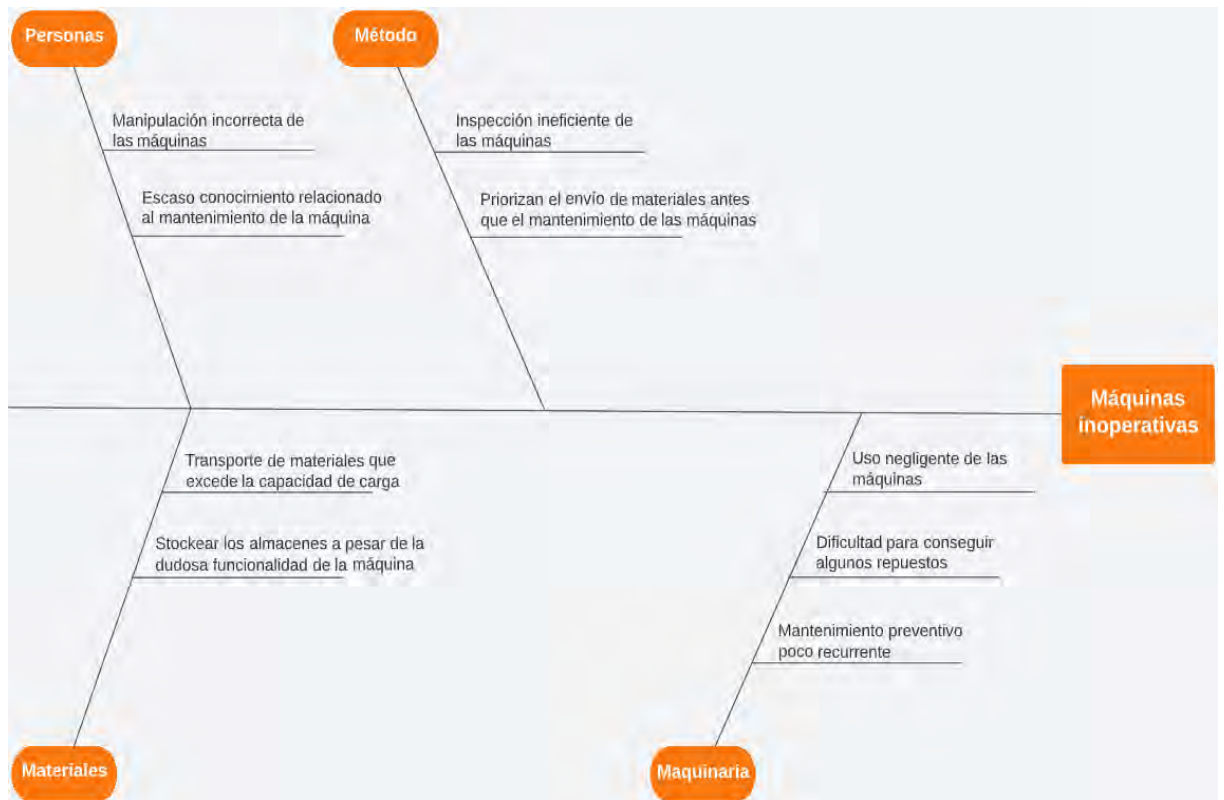 Personas
Método
Manipulación incorrecta de
las máquinas
Inspección ineficiente de
las máquinas
Escaso conocimiento relacionado
al mantenimiento de la máquina
Priorizan el envío de materiales antes
que el mantenimiento de las máquinas
Máquinas
inoperativas
Transporte de materiales que
excede la capacidad de carga
Uso negligente de las
máquinas
Stockear los almacenes a pesar de la
dudosa funcionalidad de la máquina
Dificultad para conseguir
algunos repuestos
Mantenimiento preventivo
poco recurrente
Materiales
Maquinaria